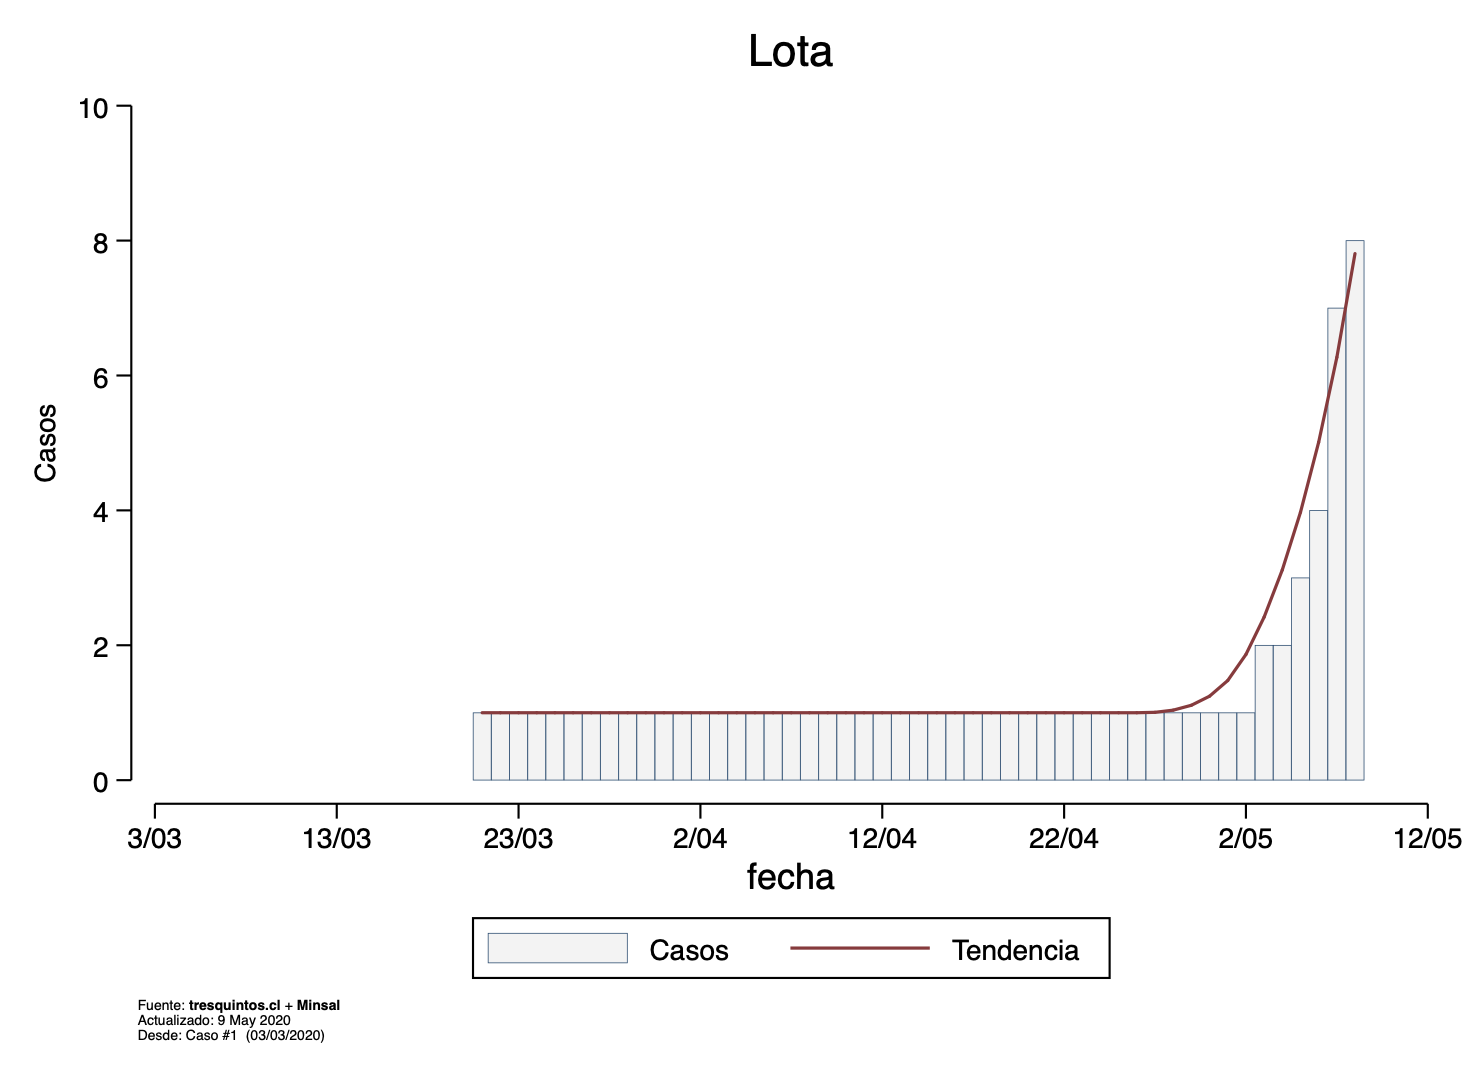 Lota
10
8
6
4
2
0
Casos
3/03 13/03 23/03 2/04 12/04 22/04 2/05 12/05
fecha
Casos Tendencia
Fuente: tresquintos.cl + Minsal
Actualizado: 9 May 2020
Desde: Caso #1 (03/03/2020)